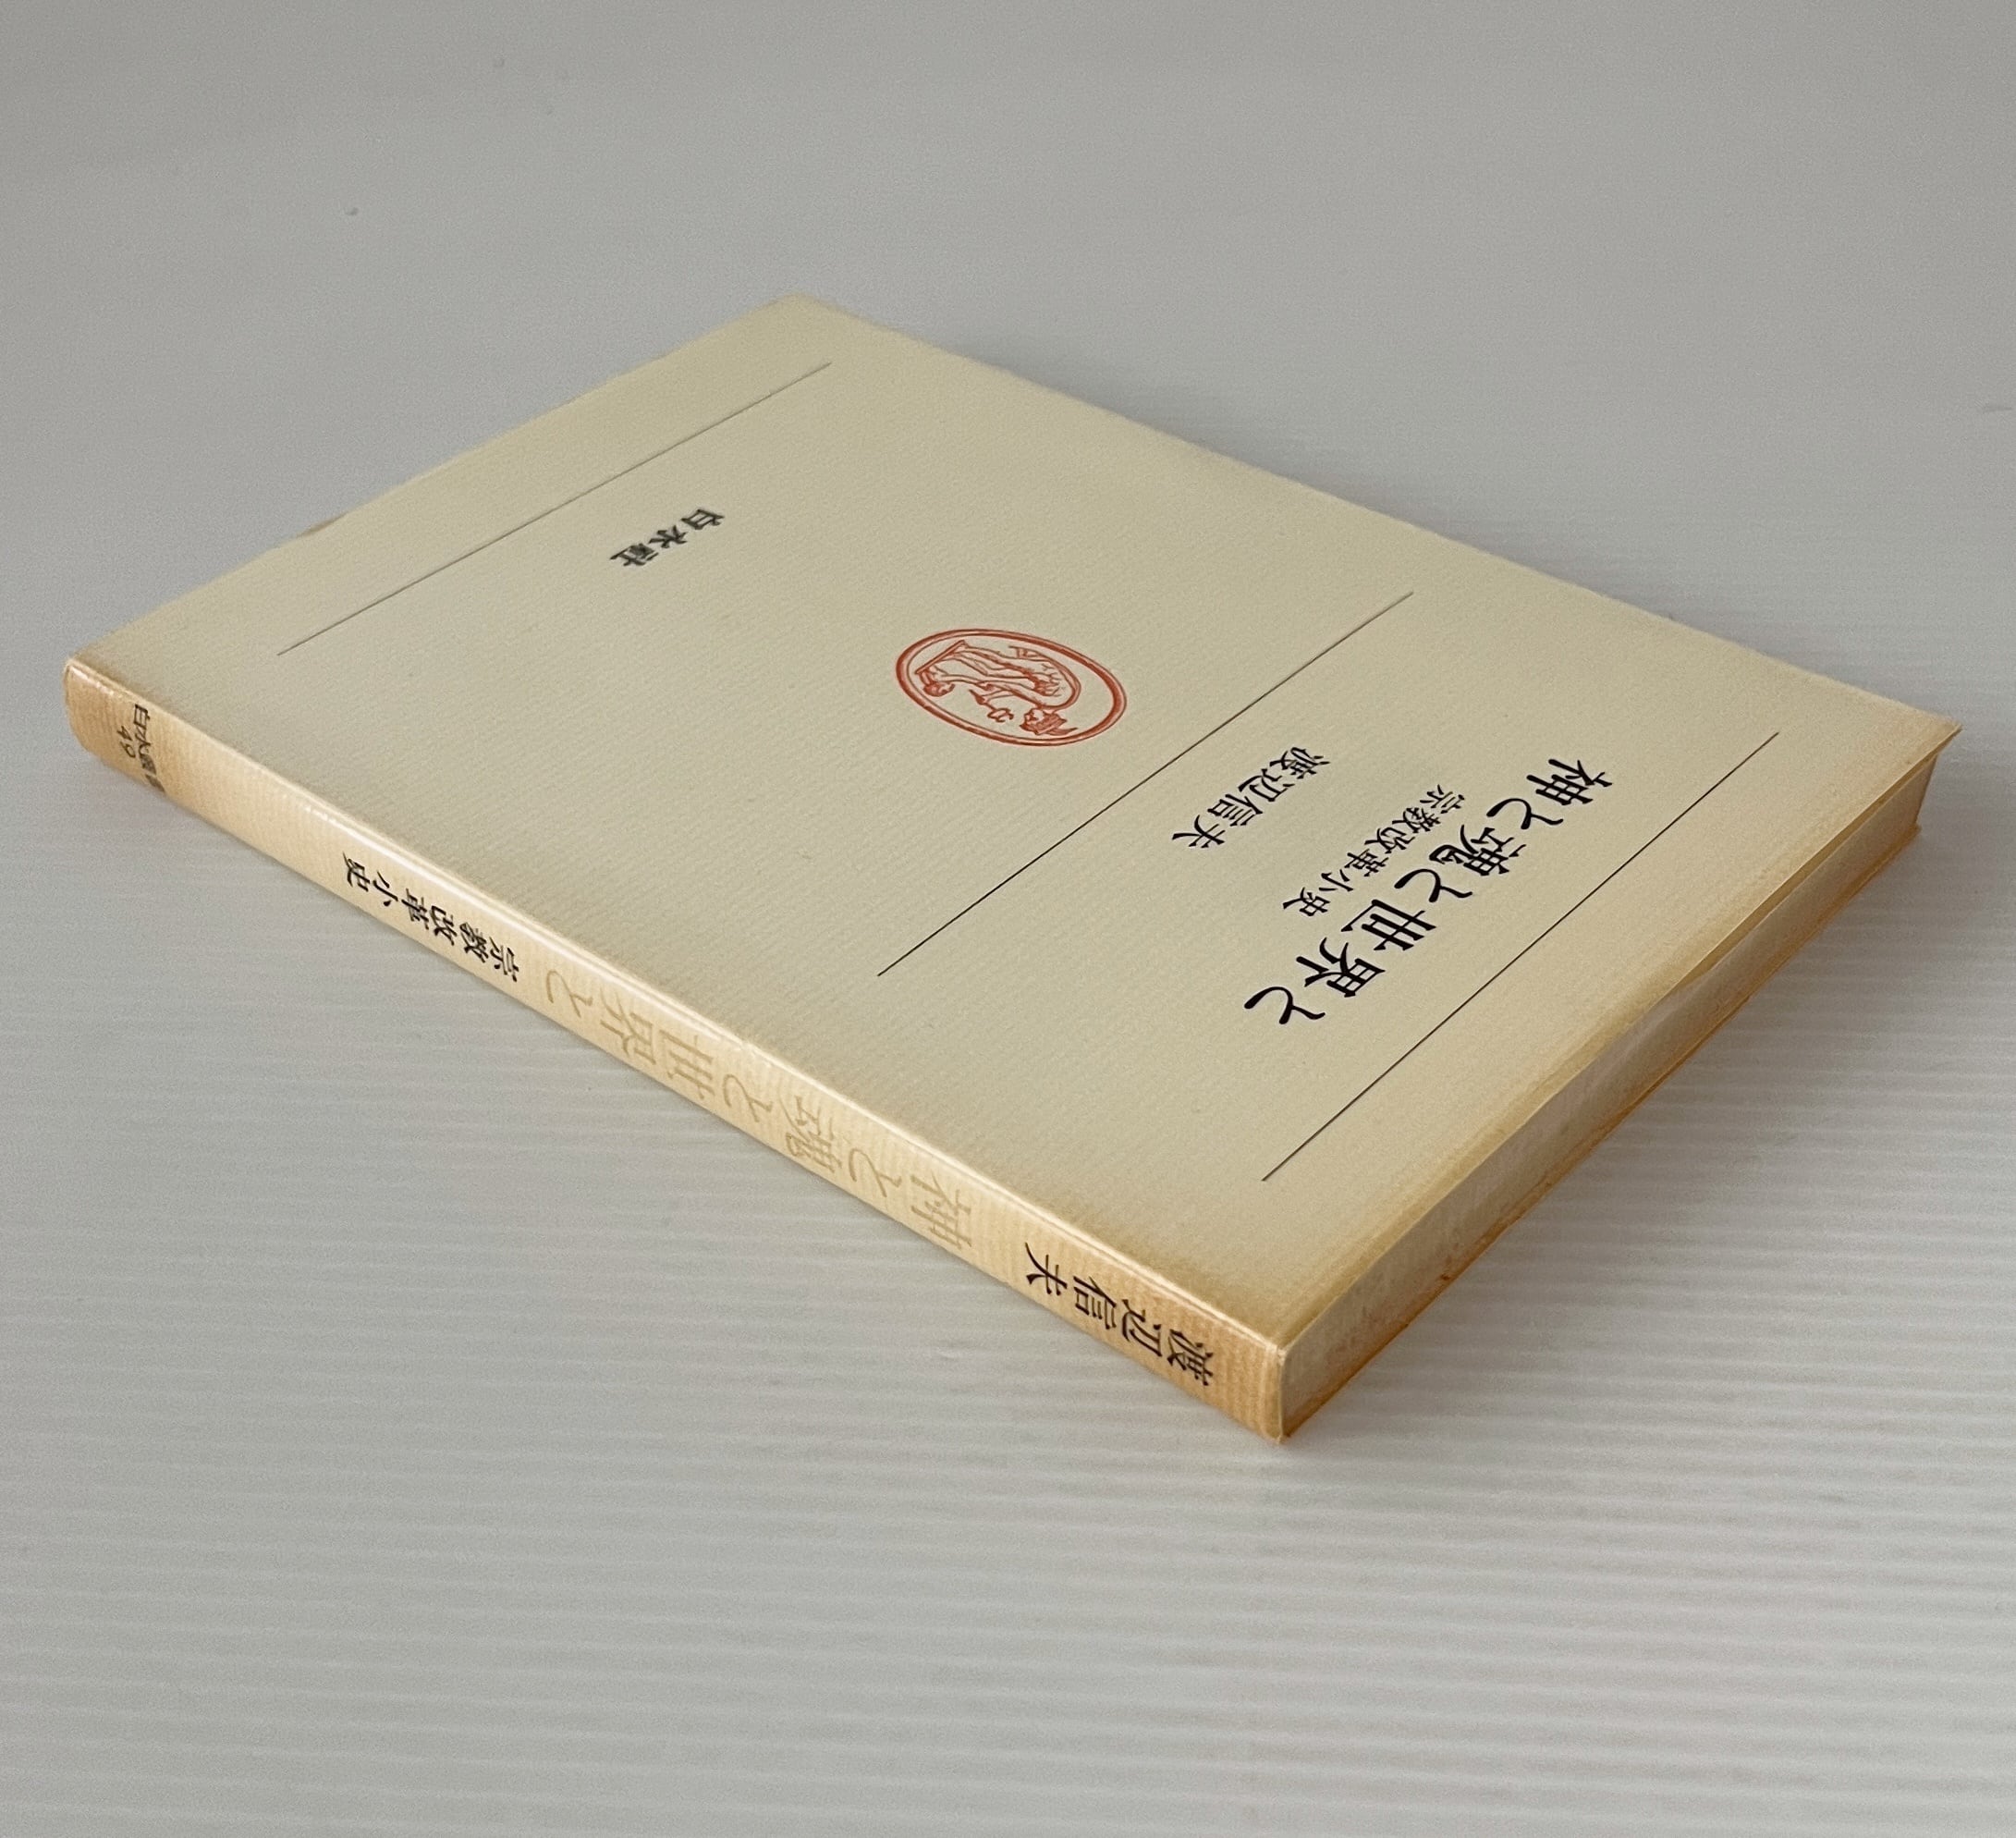 神と魂と世界と
宗教改革小史
渡辺信夫
白水社
渡辺信夫
神と魂と世界と
宗教改革小史
白水叢書
49